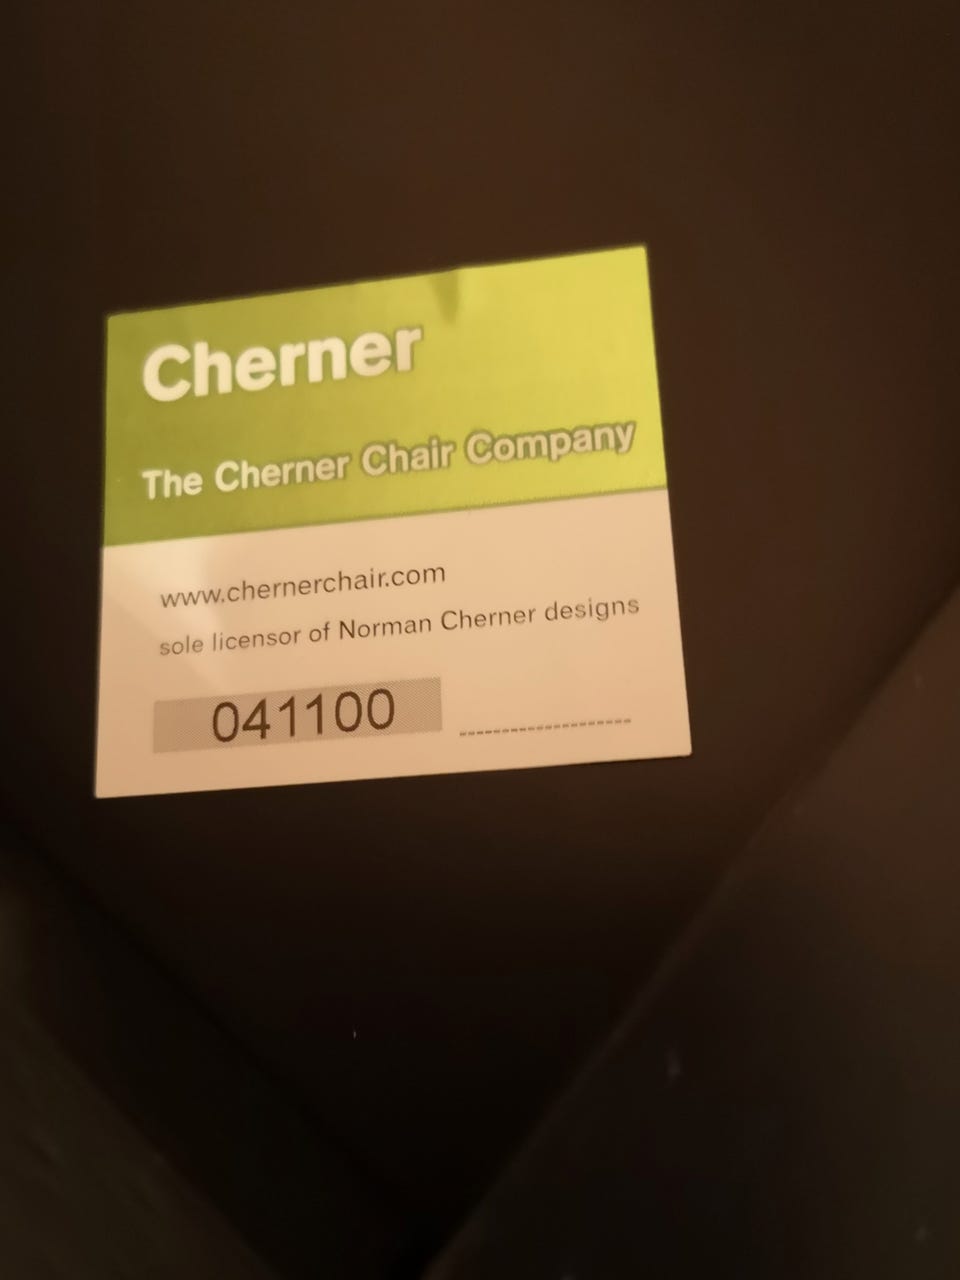 Cherner
The Cherner Chair Company
www.chernerchair.com
sole licensor of Norman Cherner designs
041100